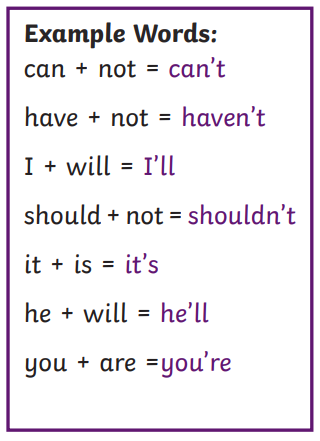 Example Words:
can + not = can't
have + not = haven't
I + will = I'll
should + not = shouldn't
it + is = it's
he + will = he'll
you + are =you're